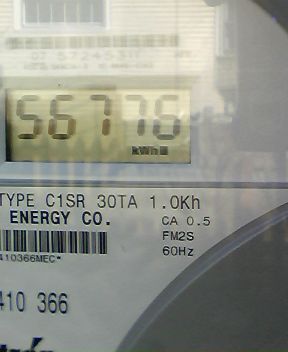 56776
kWh
TYPE C1SR 30TA 1.0Kh
ENERGY CO.
CA 0.5
FM2S
60Hz
410366MEC*
410 366